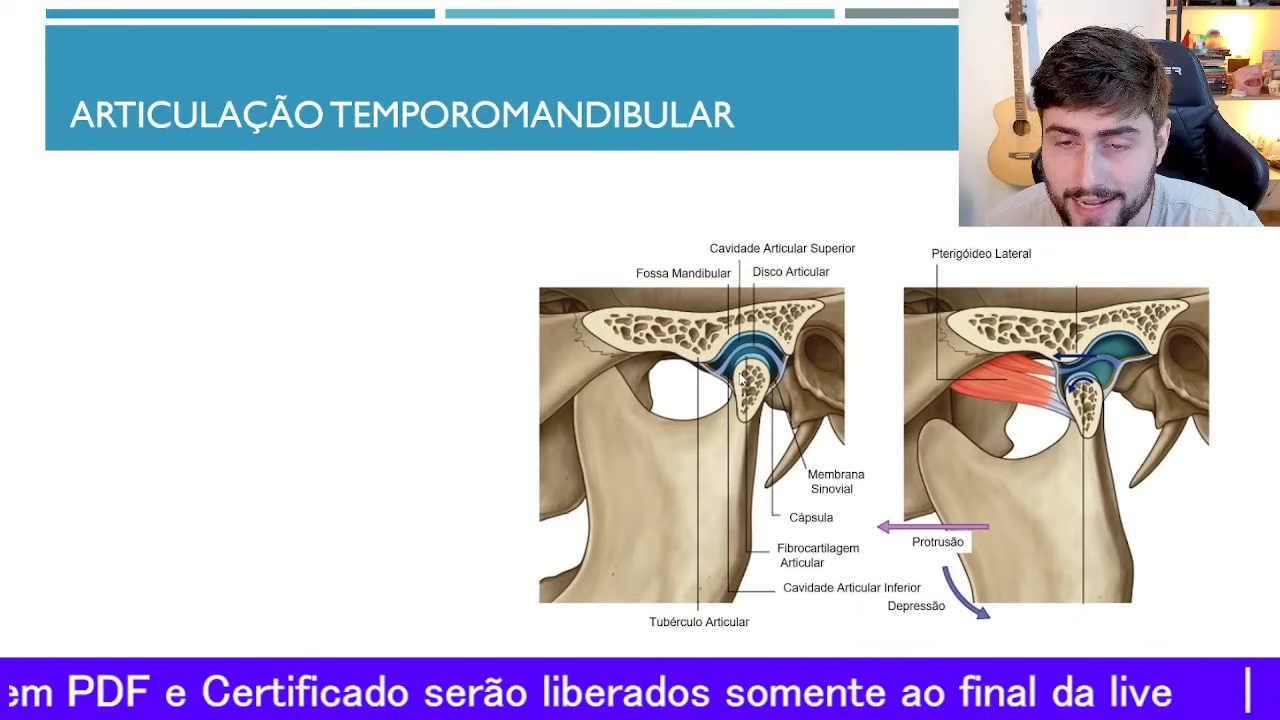 ARTICULAÇÃO TEMPOROMANDIBULAR
Cavidade Articular Superior
Fossa Mandibular
Disco Articular
Pterigóideo Lateral
Membrana
Sinovial
Cápsula
Fibrocartilagem
Articular
Cavidade Articular Inferior
Tubérculo Articular
Protrusão
Depressão
em PDF e Certificado serão liberados somente ao final da live |